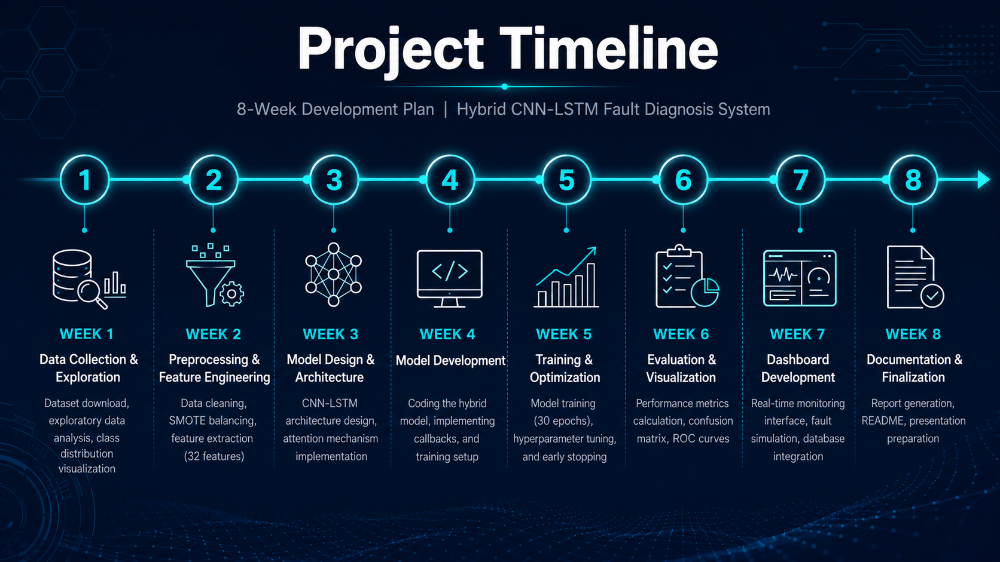 Project Timeline
8-Week Development Plan | Hybrid CNN-LSTM Fault Diagnosis System
1
2
3
4
5
6
7
8
</>
WEEK 1
Data Collection &
Exploration
Dataset download,
exploratory data
analysis, class
distribution
visualization
WEEK 2
Preprocessing &
Feature Engineering
Data cleaning,
SMOTE balancing,
feature extraction
(32 features)
WEEK 3
Model Design &
Architecture
CNN-LSTM
architecture design,
attention mechanism
implementation
WEEK 4
Model Development
Coding the hybrid
model, implementing
callbacks, and
training setup
WEEK 5
Training &
Optimization
Model training
(30 epochs),
hyperparameter tuning,
and early stopping
WEEK 6
Evaluation &
Visualization
Performance metrics
calculation, confusion
matrix, ROC curves
WEEK 7
Dashboard
Development
Real-time monitoring
interface, fault
simulation, database
integration
WEEK 8
Documentation &
Finalization
Report generation,
README, presentation
preparation